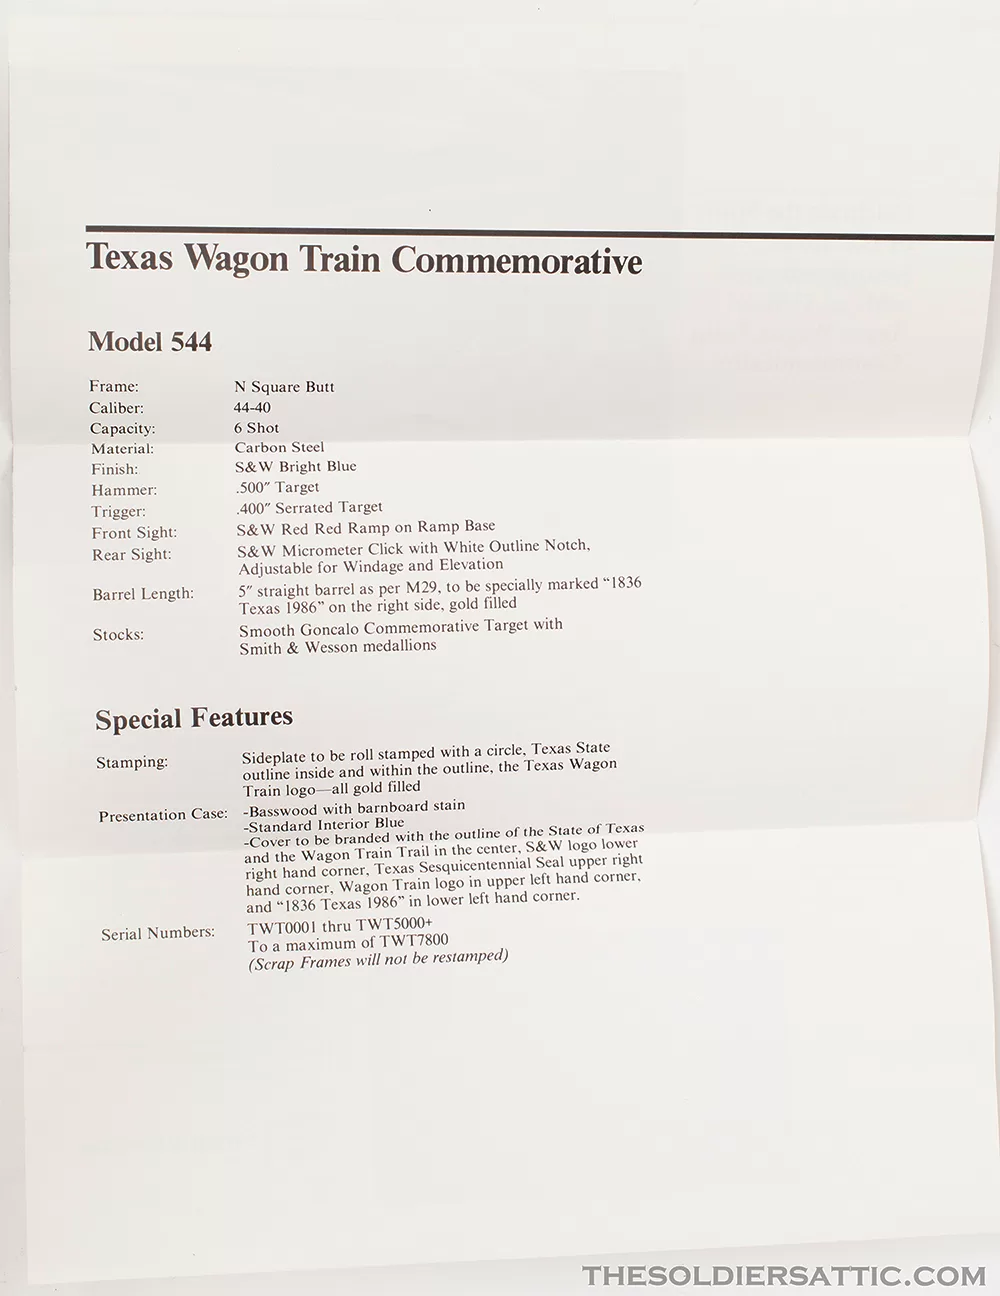 Texas Wagon Train Commemorative
Model 544
Frame: N Square Butt
Caliber: 44-40
Capacity: 6 Shot
Material: Carbon Steel
Finish: S&W Bright Blue
Hammer: .500″ Target
Trigger: .400″ Serrated Target
Front Sight: S&W Red Red Ramp on Ramp Base
Rear Sight: S&W Micrometer Click with White Outline Notch,
Adjustable for Windage and Elevation
Barrel Length: 5″ straight barrel as per M29, to be specially marked “1836
Texas 1986” on the right side, gold filled
Stocks: Smooth Goncalo Commemorative Target with
Smith & Wesson medallions
Special Features
Stamping: Sideplate to be roll stamped with a circle, Texas State
outline inside and within the outline, the Texas Wagon
Train logo—all gold filled
Presentation Case: -Basswood with barnboard stain
-Standard Interior Blue
-Cover to be branded with the outline of the State of Texas
and the Wagon Train Trail in the center, S&W logo lower
right hand corner, Texas Sesquicentennial Seal upper right
hand corner, Wagon Train logo in upper left hand corner,
and “1836 Texas 1986” in lower left hand corner.
Serial Numbers: TWT0001 thru TWT5000+
To a maximum of TWT7800
(Scrap Frames will not be restamped)
THESOLDIERSATTIC.COM